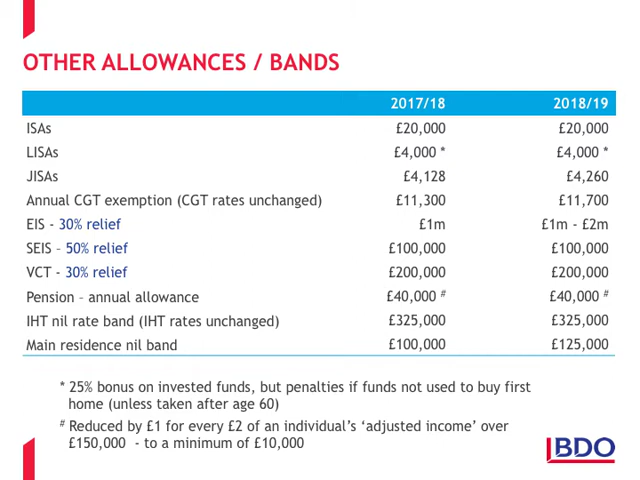 OTHER ALLOWANCES / BANDS
2017/18 2018/19
ISAs £20,000 £20,000
LISAs £4,000 * £4,000 *
JISAs £4,128 £4,260
Annual CGT exemption (CGT rates unchanged) £11,300 £11,700
EIS - 30% relief £1m £1m - £2m
SEIS – 50% relief £100,000 £100,000
VCT - 30% relief £200,000 £200,000
Pension – annual allowance £40,000 # £40,000 #
IHT nil rate band (IHT rates unchanged) £325,000 £325,000
Main residence nil band £100,000 £125,000
* 25% bonus on invested funds, but penalties if funds not used to buy first
home (unless taken after age 60)
# Reduced by £1 for every £2 of an individual’s ‘adjusted income’ over
£150,000 - to a minimum of £10,000
BDO